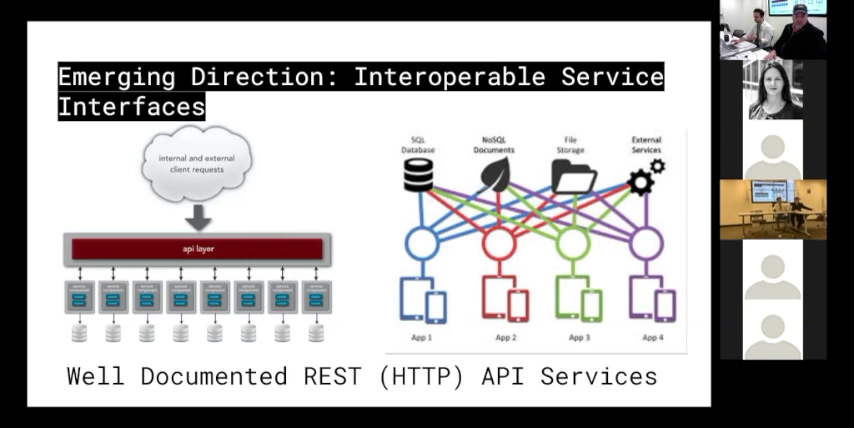 Emerging Direction: Interoperable Service
Interfaces
internal and external
client requests
api layer
SQL
Database
NoSQL
Documents
File
Storage
External
Services
App 1
App 2
App 3
App 4
Well Documented REST (HTTP) API Services